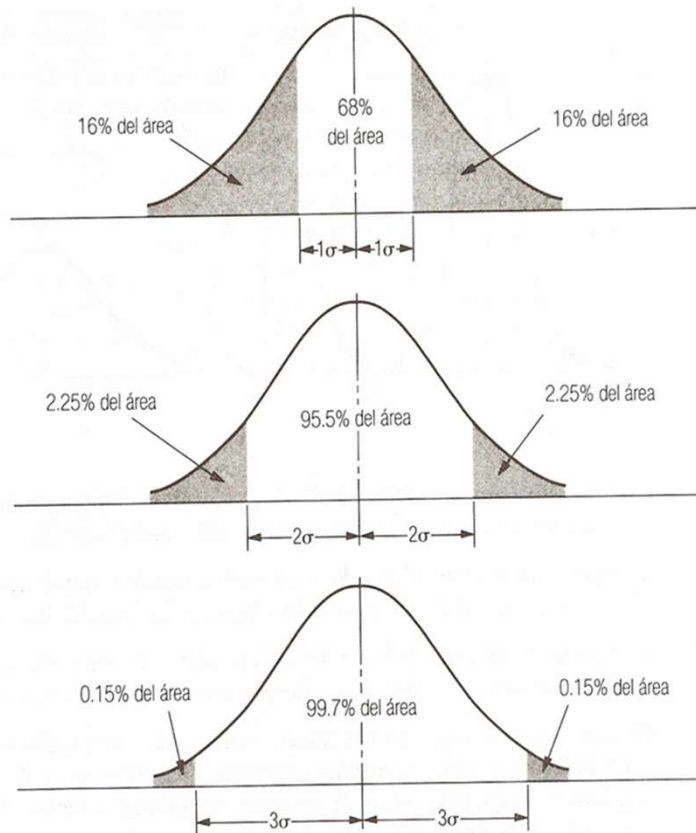 68%
del área
16% del área
16% del área
1σ
1σ
2.25% del área
2.25% del área
95.5% del área
2σ
2σ
0.15% del área
0.15% del área
99.7% del área
3σ
3σ